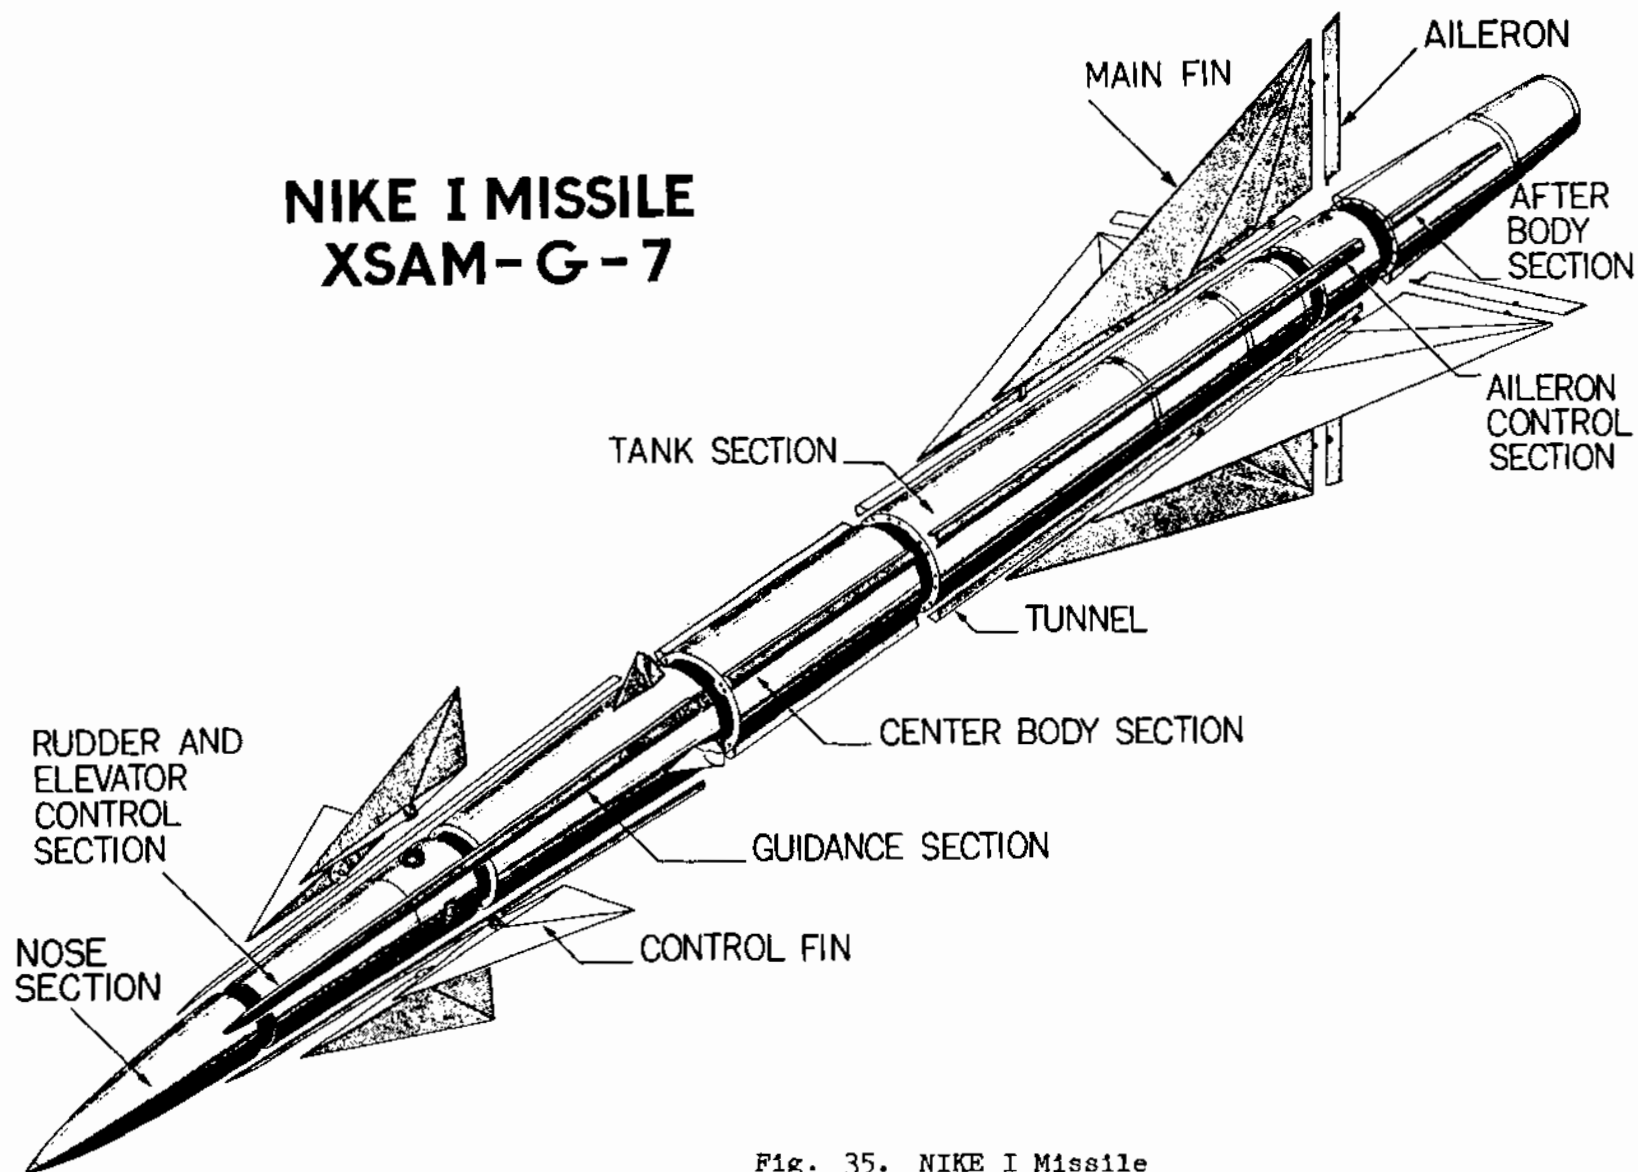 NIKE I MISSILE
XSAM-G-7
MAIN FIN
AILERON
AFTER
BODY
SECTION
AILERON
CONTROL
SECTION
TANK SECTION
TUNNEL
CENTER BODY SECTION
RUDDER AND
ELEVATOR
CONTROL
SECTION
GUIDANCE SECTION
CONTROL FIN
NOSE
SECTION
Fig. 35. NIKE I Missile